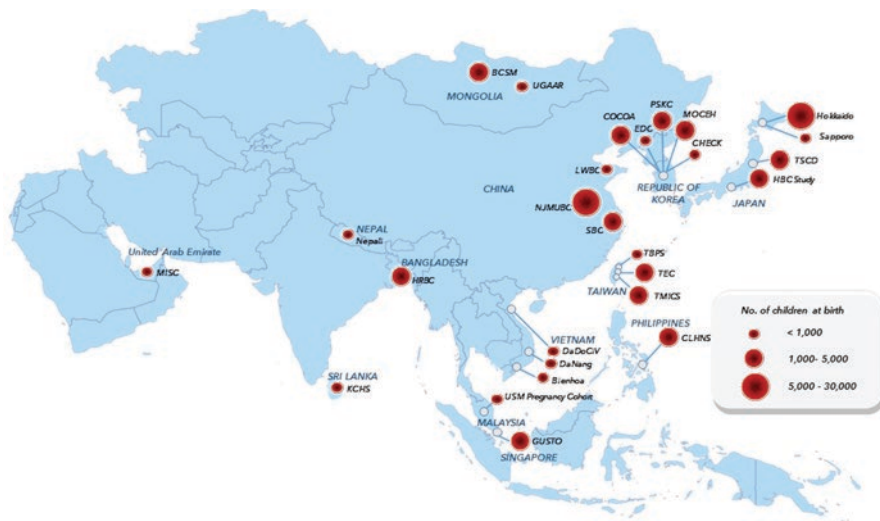 BCSM
UGAAR
MONGOLIA
PSKC
MOCEH
COCOA
EDC
CHECK
Hokkaido
Sapporo
TSCD
HBC Study
JAPAN
REPUBLIC OF
KOREA
LWBC
CHINA
NJMUBC
SBC
NEPAL
Nepali
United Arab Emirate
MISC
BANGLADESH
HRBC
TBPS
TEC
TAIWAN
TMICS
PHILIPPINES
CLHNS
VIETNAM
DaDoCiV
DaNang
Bienhoa
SRI LANKA
KCHS
USM Pregnancy Cohort
MALAYSIA
GUSTO
SINGAPORE
No. of children at birth
< 1,000
1,000- 5,000
5,000 - 30,000